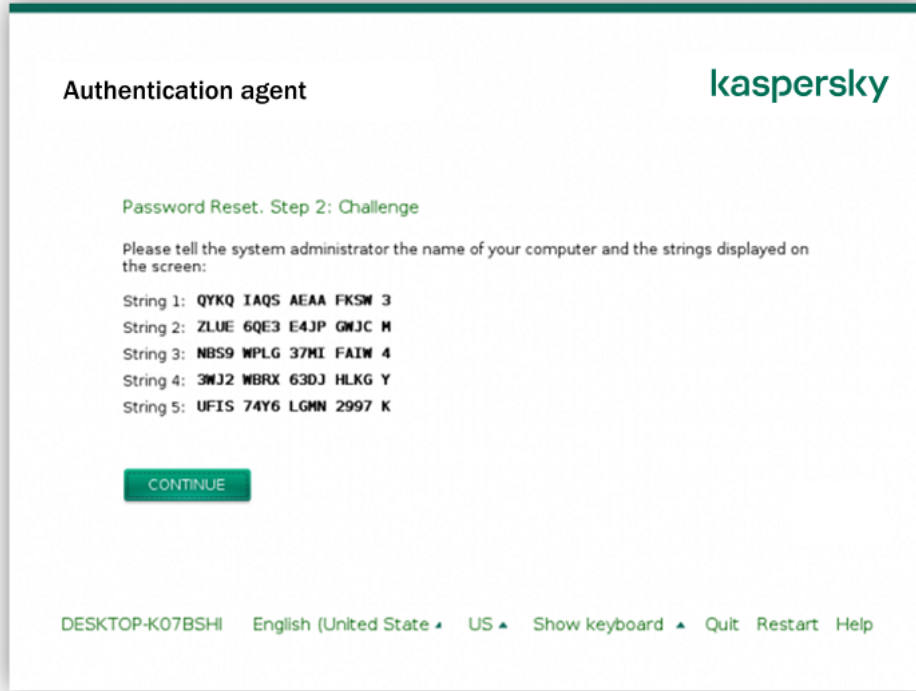 Authentication agent
kaspersky
Password Reset. Step 2: Challenge
Please tell the system administrator the name of your computer and the strings displayed on
the screen:
String 1: QYKQ IAQS AEAA FKSW 3
String 2: ZLUE 6QE3 E4JP GWJC M
String 3: NBS9 WPLG 37MI FAIW 4
String 4: 3WJ2 WBRX 63DJ HLKG Y
String 5: UFIS 74Y6 LGMN 2997 K
CONTINUE
DESKTOP-K07BSHI English (United State US Show keyboard Quit Restart Help